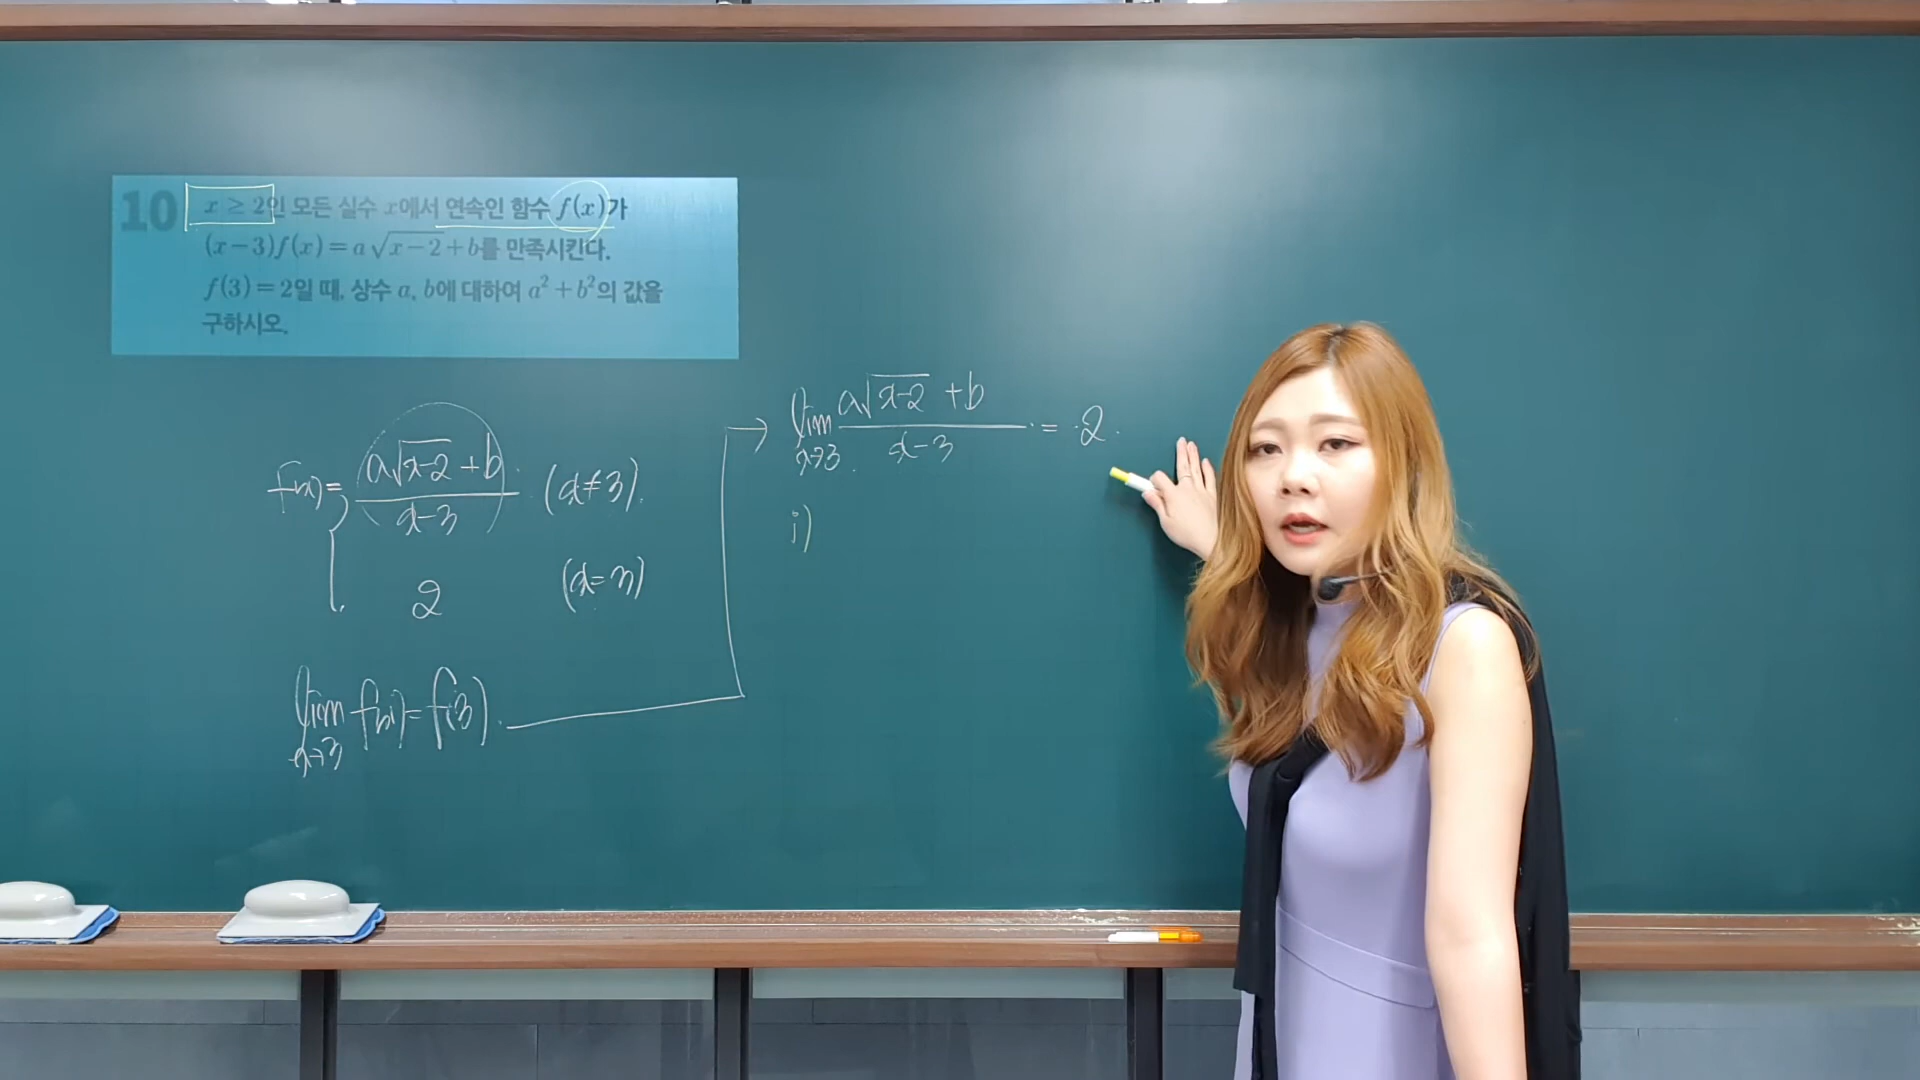 10 x ≥ 2인 모든 실수 x에서 연속인 함수 f(x)가
(x-3)f(x) = a√(x-2) + b를 만족시킨다.
f(3) = 2일 때, 상수 a, b에 대하여 a² + b²의 값을
구하시오.
f(x) = (a√(x-2) + b)/(x-3) (x≠3).
2 (x=3)
lim x→3 f(x) = f(3).
→ lim x→3 (a√(x-2) + b)/(x-3) = 2.
i)